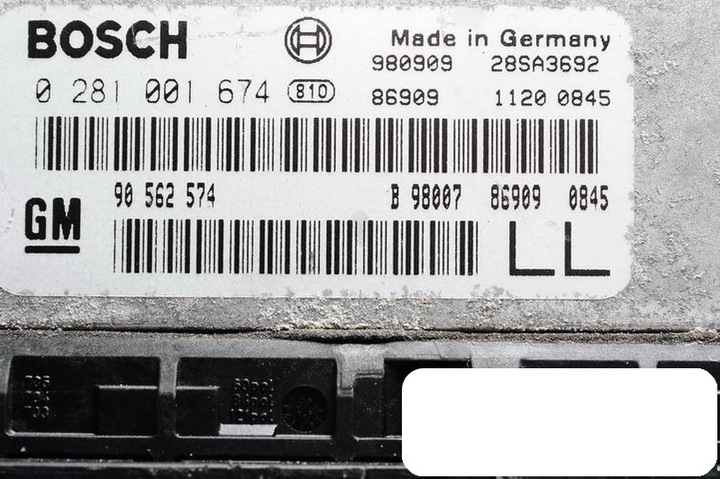 BOSCH Made in Germany
980909 28SA3692
0 281 001 674 810 86909 1120 0845
90 562 574 B 98007 86909 0845
GM
LL